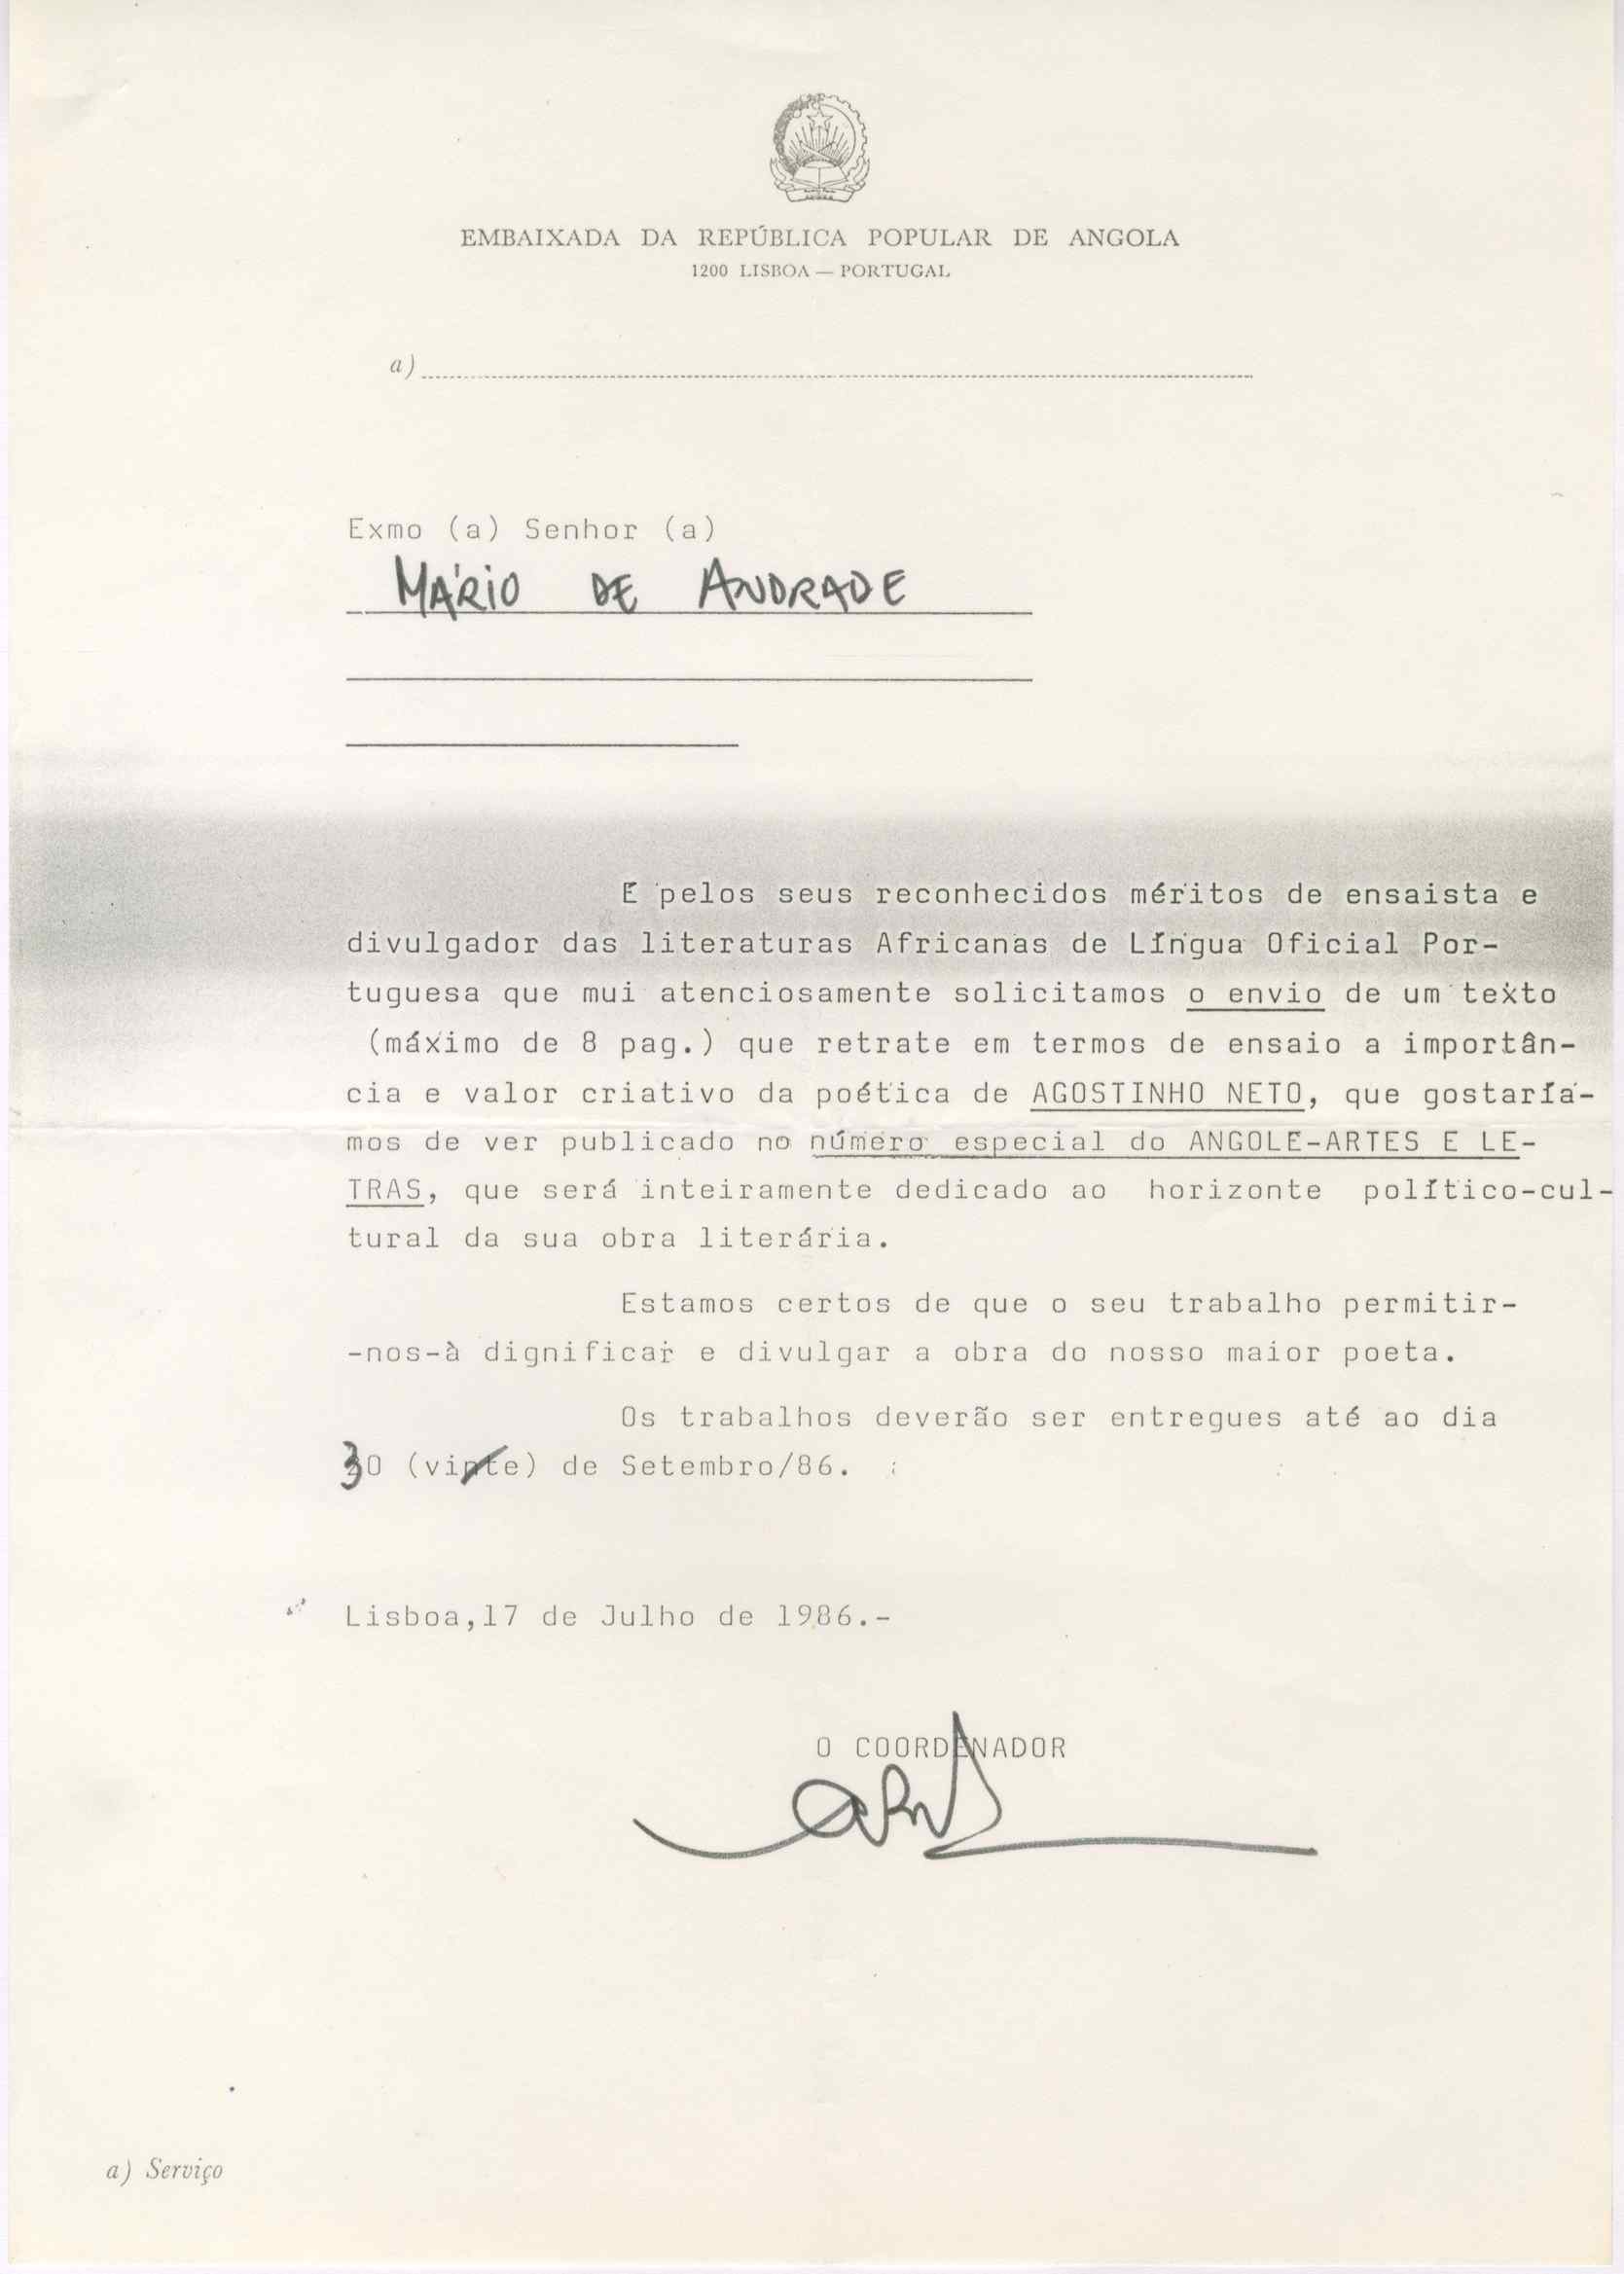 EMBAIXADA DA REPÚBLICA POPULAR DE ANGOLA
1200 LISBOA — PORTUGAL
a)
Exmo (a) Senhor (a)
MÁRIO DE ANDRADE
E pelos seus reconhecidos méritos de ensaista e
divulgador das literaturas Africanas de Língua Oficial Por-
tuguesa que mui atenciosamente solicitamos o envio de um texto
(máximo de 8 pag.) que retrate em termos de ensaio a importân-
cia e valor criativo da poética de AGOSTINHO NETO, que gostaría-
mos de ver publicado no número especial do ANGOLE-ARTES E LE-
TRAS, que será inteiramente dedicado ao horizonte político-cul-
tural da sua obra literária.
Estamos certos de que o seu trabalho permitir-
-nos-à dignificar e divulgar a obra do nosso maior poeta.
Os trabalhos deverão ser entregues até ao dia
30 (vinte) de Setembro/86.
Lisboa,17 de Julho de 1986.-
O COORDENADOR
a) Serviço